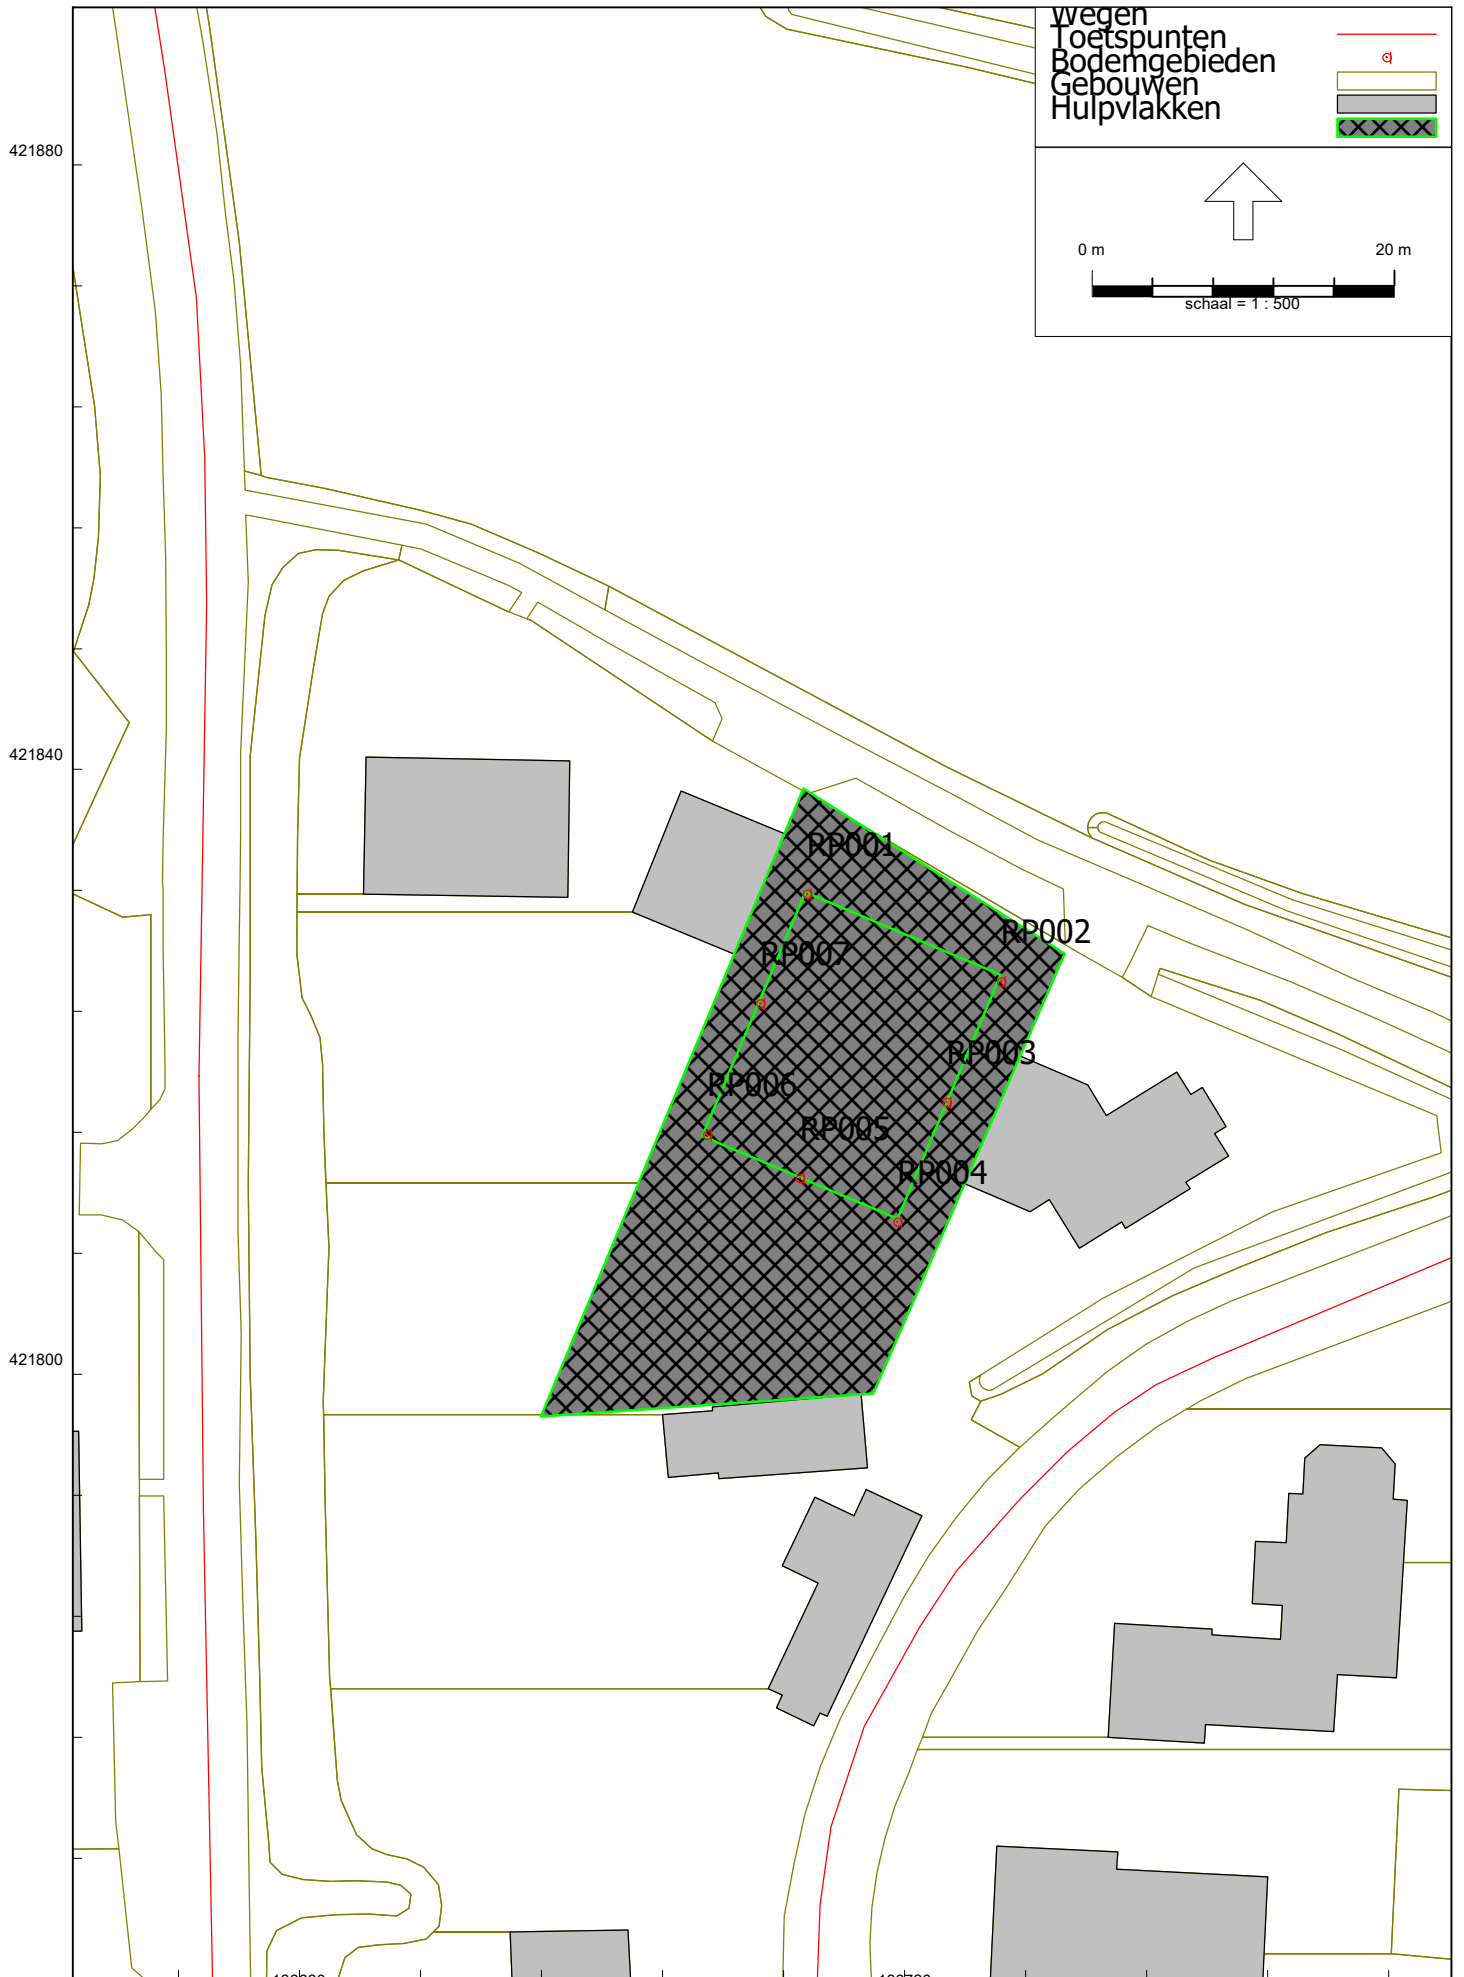 Wegen
Toetspunten
Bodemgebieden
Gebouwen
Hulpvlakken
421880
0 m 20 m
schaal = 1 : 500
421840
RP001
RP002
RP007
RP003
RP006
RP005
RP004
421800